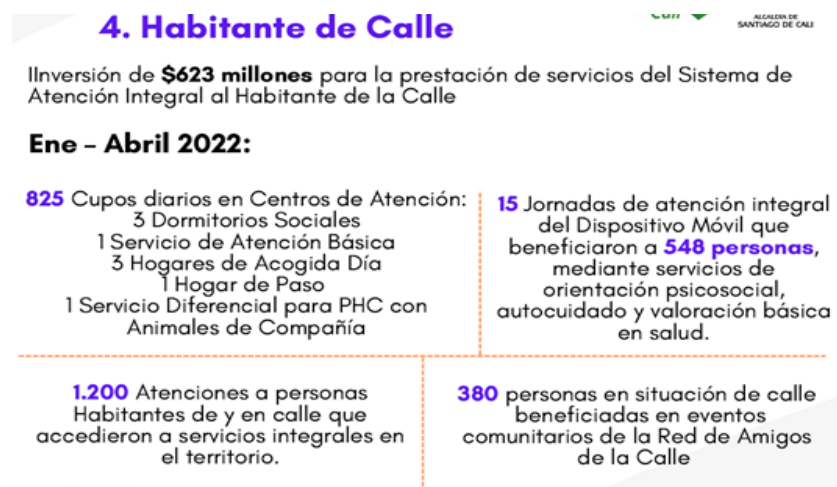 4. Habitante de Calle
Cali
ALCALDÍA DE
SANTIAGO DE CALI
IInversión de $623 millones para la prestación de servicios del Sistema de
Atención Integral al Habitante de la Calle
Ene – Abril 2022:
825 Cupos diarios en Centros de Atención:
3 Dormitorios Sociales
1 Servicio de Atención Básica
3 Hogares de Acogida Día
1 Hogar de Paso
1 Servicio Diferencial para PHC con
Animales de Compañía
15 Jornadas de atención integral
del Dispositivo Móvil que
beneficiaron a 548 personas,
mediante servicios de
orientación psicosocial,
autocuidado y valoración básica
en salud.
1.200 Atenciones a personas
Habitantes de y en calle que
accedieron a servicios integrales en
el territorio.
380 personas en situación de calle
beneficiadas en eventos
comunitarios de la Red de Amigos
de la Calle